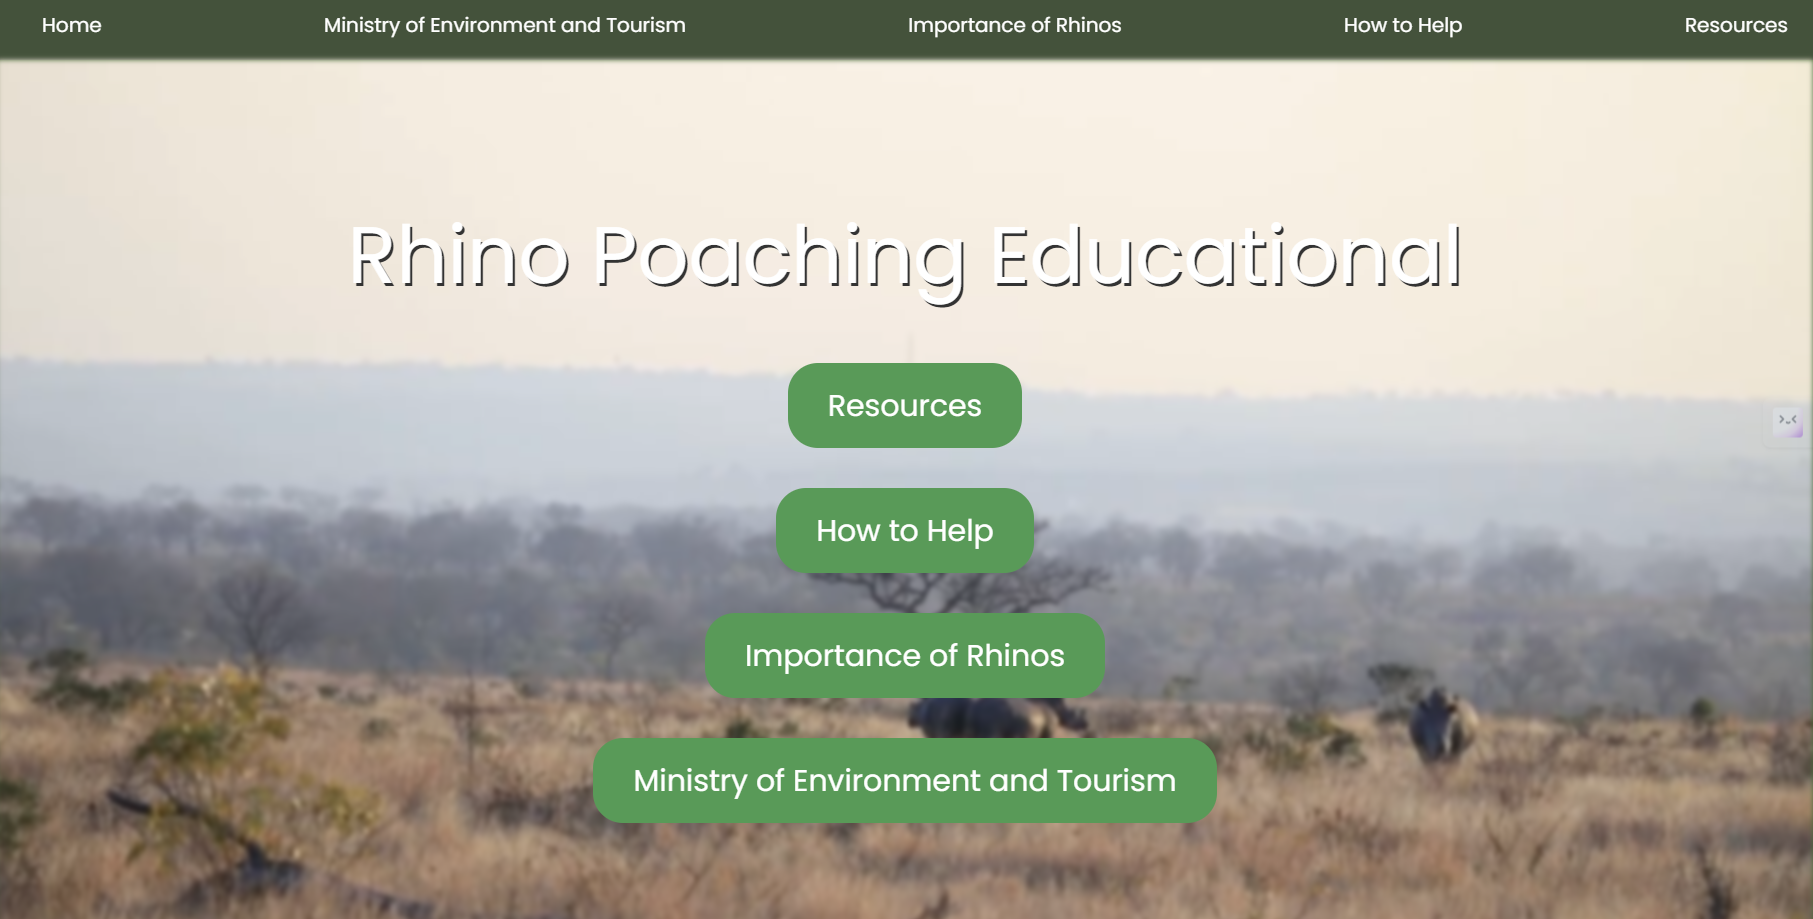 Home Ministry of Environment and Tourism Importance of Rhinos How to Help Resources
Rhino Poaching Educational
Resources
How to Help
Importance of Rhinos
Ministry of Environment and Tourism